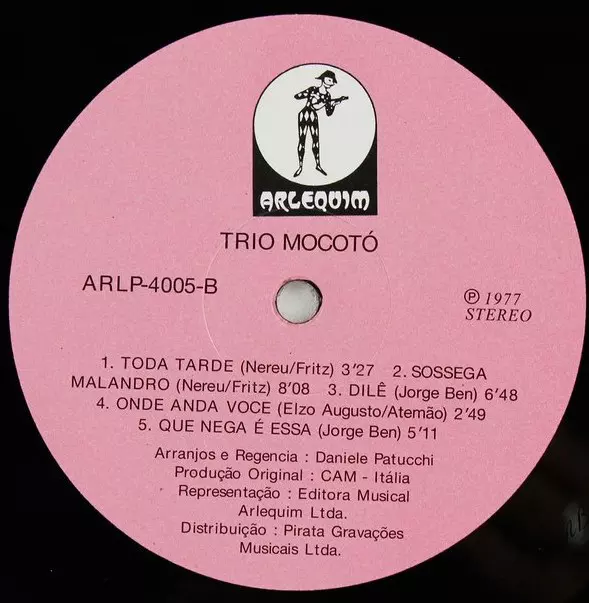 ARLEQUIM
TRIO MOCOTÓ
ARLP-4005-B
℗ 1977
STEREO
1. TODA TARDE (Nereu/Fritz) 3'27 2. SOSSEGA
MALANDRO (Nereu/Fritz) 8'08 3. DILÊ (Jorge Ben) 6'48
4. ONDE ANDA VOCE (Elzo Augusto/Atemão) 2'49
5. QUE NEGA É ESSA (Jorge Ben) 5'11
Arranjos e Regencia : Daniele Patucchi
Produção Original : CAM - Itália
Representação : Editora Musical
Arlequim Ltda.
Distribuição : Pirata Gravações
Musicais Ltda.